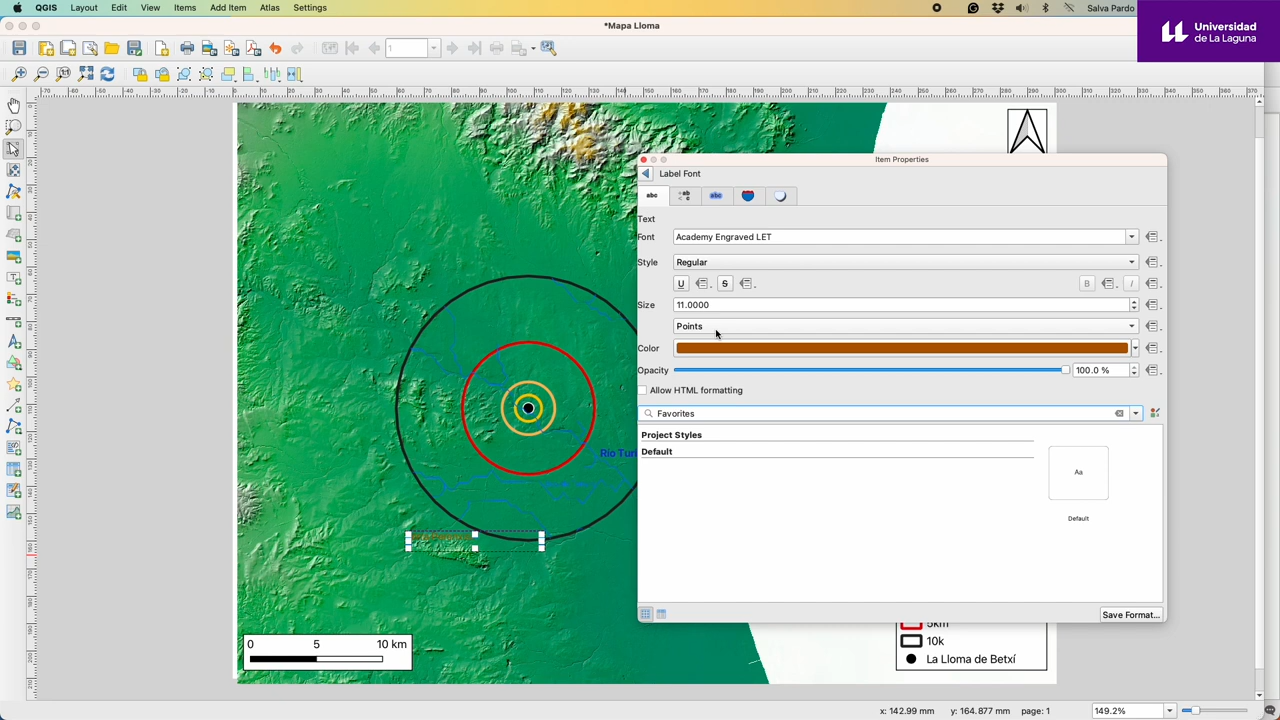 QGIS Layout Edit View Items Add Item Atlas Settings Salva Pardo
*Mapa Lloma
Universidad
de La Laguna
1
Item Properties
Label Font
Text
Font Academy Engraved LET
Style Regular
U S B I
Size 11.0000
Points
Color
Opacity 100.0 %
Allow HTML formatting
Favorites
Project Styles
Default
Aa
Default
Save Format...
Río Turi
0 5 10 km
5km
10k
La Lloma de Betxí
x: 142.99 mm y: 164.877 mm page: 1 149.2%